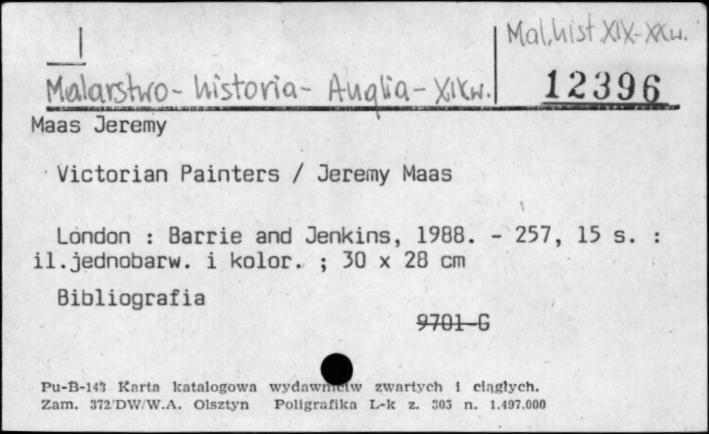 Mal.hist XIX-XXw.
Malarstwo - historia - Anglia - XIXw.
12396
Maas Jeremy
Victorian Painters / Jeremy Maas
London : Barrie and Jenkins, 1988. - 257, 15 s. :
il.jednobarw. i kolor. ; 30 x 28 cm
Bibliografia
9701-G
Pu-B-143 Karta katalogowa wydawnictw zwartych i ciągłych.
Zam. 372/DW/W.A. Olsztyn Poligrafika L-k z. 303 n. 1.497.000